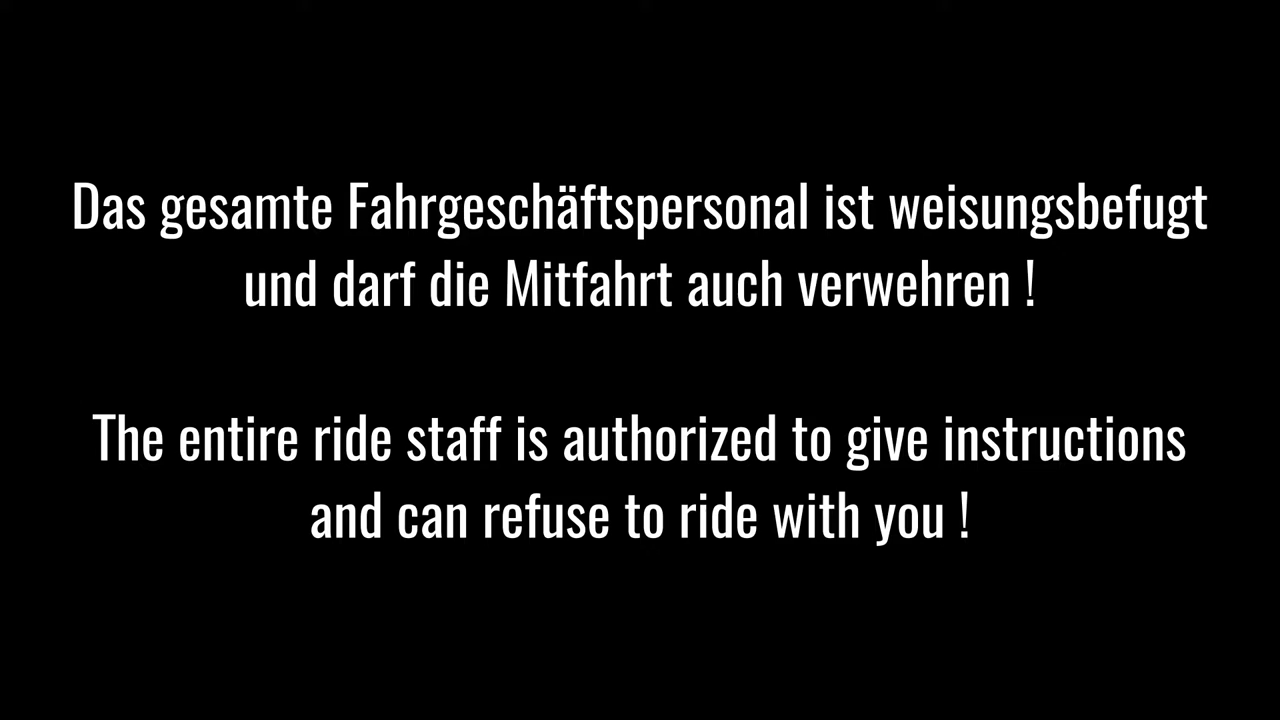 Das gesamte Fahrgeschäftspersonal ist weisungsbefugt
und darf die Mitfahrt auch verwehren !
The entire ride staff is authorized to give instructions
and can refuse to ride with you !